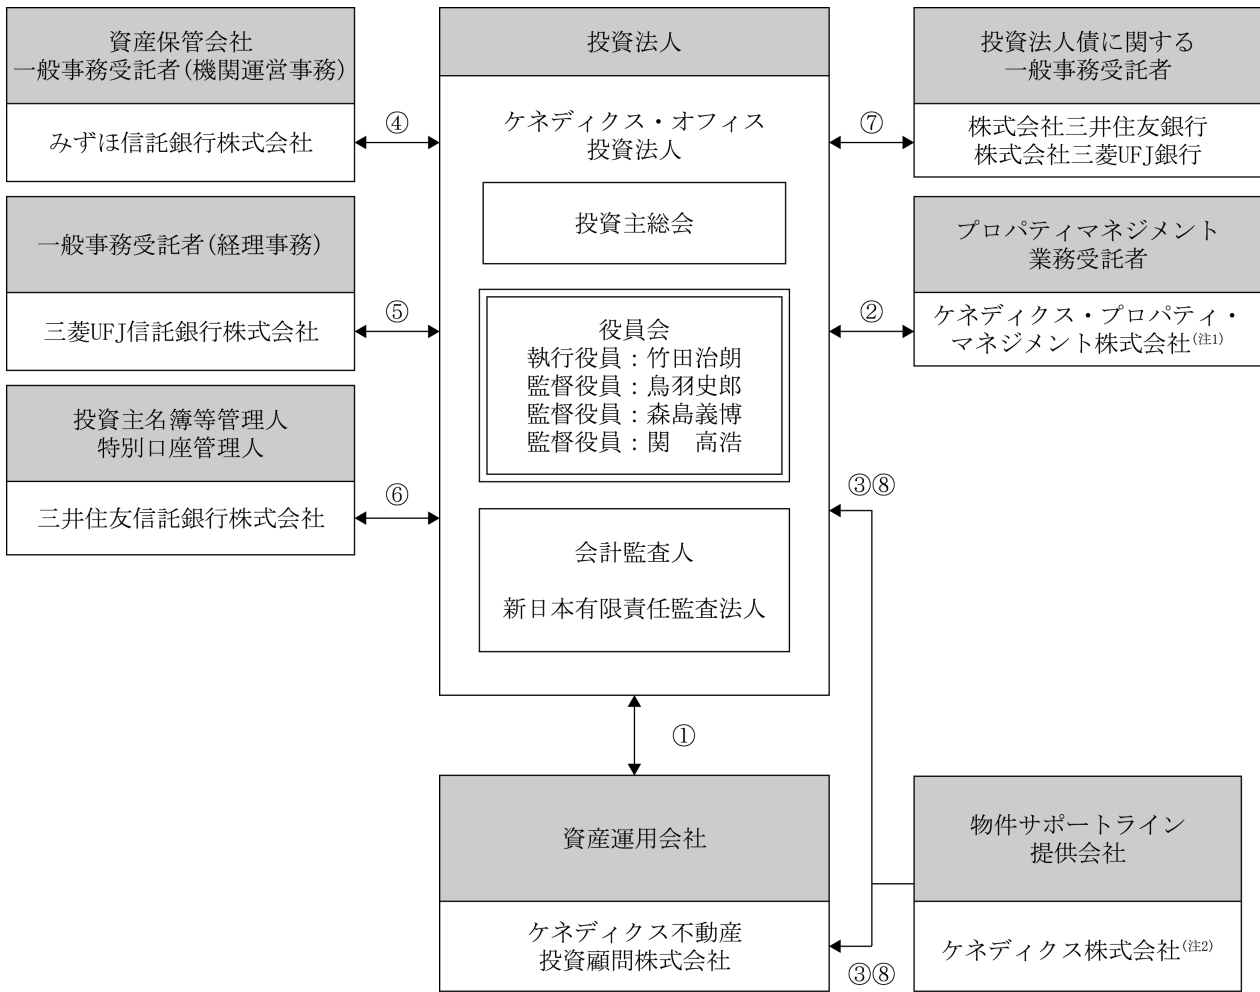 資産保管会社
一般事務受託者(機関運営事務)
みずほ信託銀行株式会社
④
一般事務受託者(経理事務)
三菱UFJ信託銀行株式会社
⑤
投資主名簿等管理人
特別口座管理人
三井住友信託銀行株式会社
⑥
投資法人
ケネディクス・オフィス
投資法人
投資主総会
役員会
執行役員：竹田治朗
監督役員：鳥羽史郎
監督役員：森島義博
監督役員：関　高浩
会計監査人
新日本有限責任監査法人
⑦
投資法人債に関する
一般事務受託者
株式会社三井住友銀行
株式会社三菱UFJ銀行
②
プロパティマネジメント
業務受託者
ケネディクス・プロパティ・
マネジメント株式会社(注1)
③⑧
①
資産運用会社
ケネディクス不動産
投資顧問株式会社
③⑧
物件サポートライン
提供会社
ケネディクス株式会社(注2)